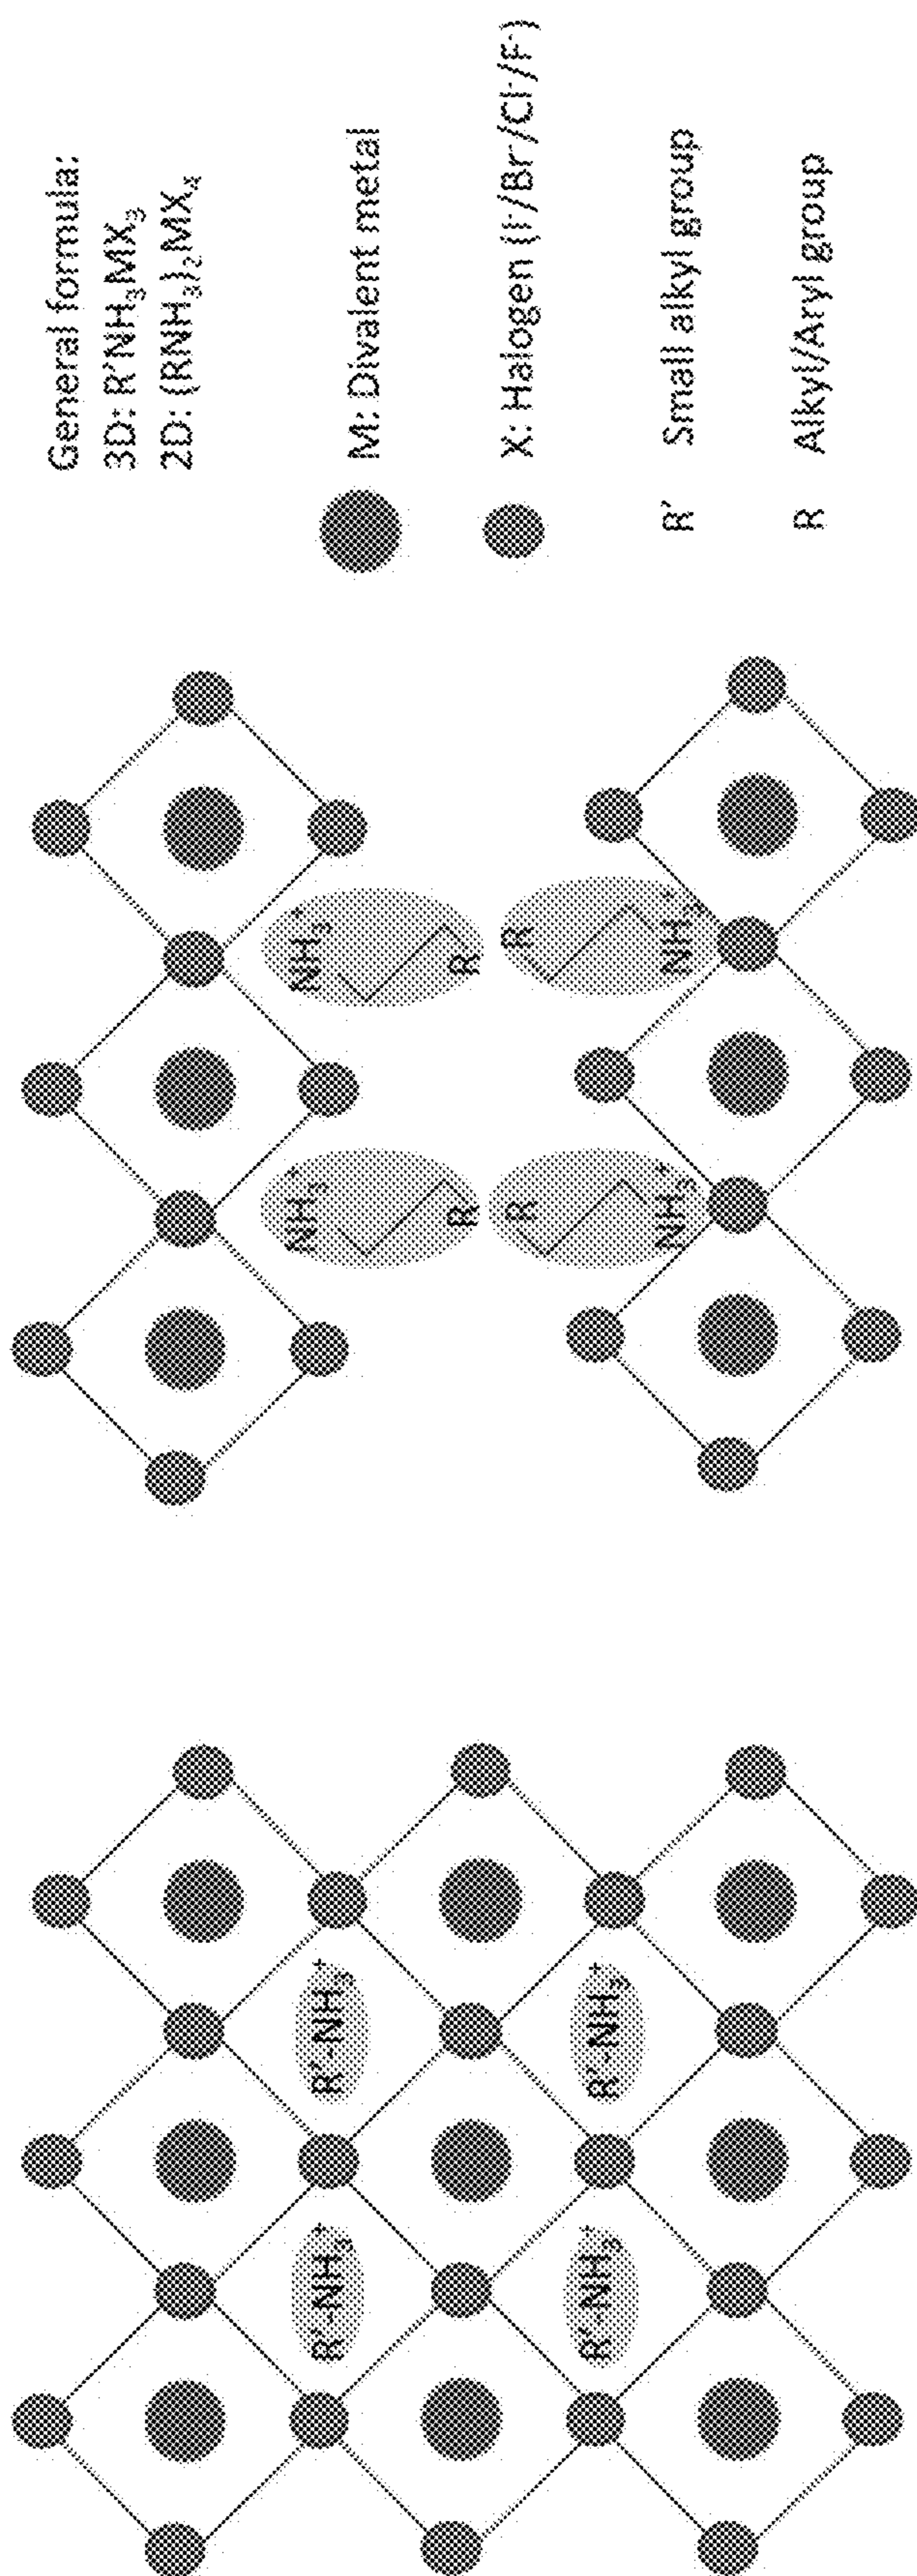 R'-NH₃⁺
R'-NH₃⁺
R'-NH₃⁺
R'-NH₃⁺
NH₃⁺
NH₃⁺
R
R
R
R
NH₃⁺
NH₃⁺
General formula:
3D: R'NH₃MX₃
2D: (RNH₃)₂MX₄
M: Divalent metal
X: Halogen (I⁻/Br⁻/Cl⁻/F⁻)
R' Small alkyl group
R Alkyl/Aryl group